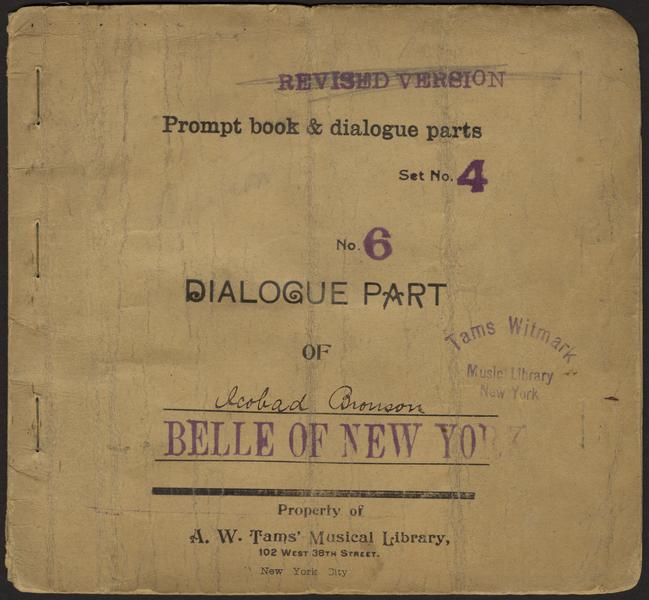 REVISED VERSION
Prompt book & dialogue parts
Set No. 4
No. 6
DIALOGUE PART
OF
Tams Witmark
Music Library
New York
Icobad Bronson
BELLE OF NEW YORK
Property of
A. W. Tams' Musical Library,
102 WEST 38TH STREET.
New York City